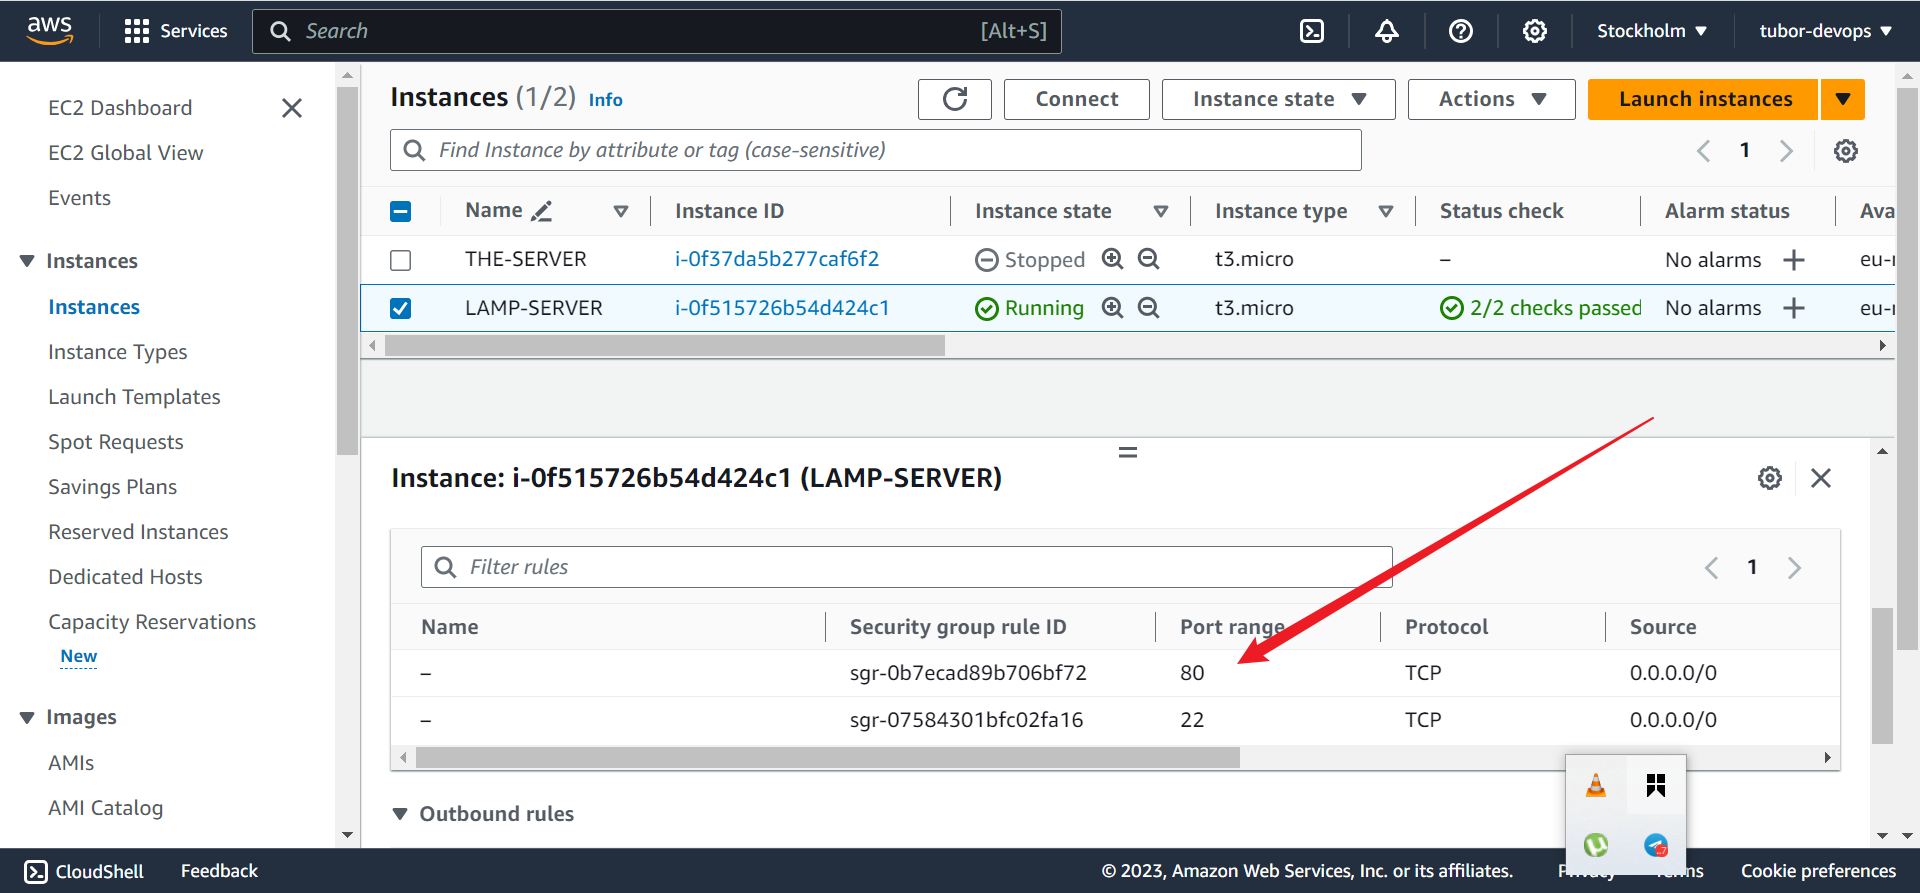 aws
Services
Search
[Alt+S]
Stockholm
tubor-devops
EC2 Dashboard
EC2 Global View
Events
Instances
Instances
Instance Types
Launch Templates
Spot Requests
Savings Plans
Reserved Instances
Dedicated Hosts
Capacity Reservations
New
Images
AMIs
AMI Catalog
Instances (1/2) Info
Connect
Instance state
Actions
Launch instances
Find Instance by attribute or tag (case-sensitive)
1
Name Instance ID Instance state Instance type Status check Alarm status Ava
THE-SERVER i-0f37da5b277caf6f2 Stopped t3.micro – No alarms + eu-
LAMP-SERVER i-0f515726b54d424c1 Running t3.micro 2/2 checks passed No alarms + eu-
Instance: i-0f515726b54d424c1 (LAMP-SERVER)
Filter rules
1
Name Security group rule ID Port range Protocol Source
– sgr-0b7ecad89b706bf72 80 TCP 0.0.0.0/0
– sgr-07584301bfc02fa16 22 TCP 0.0.0.0/0
Outbound rules
CloudShell
Feedback
© 2023, Amazon Web Services, Inc. or its affiliates.
Privacy
Terms
Cookie preferences